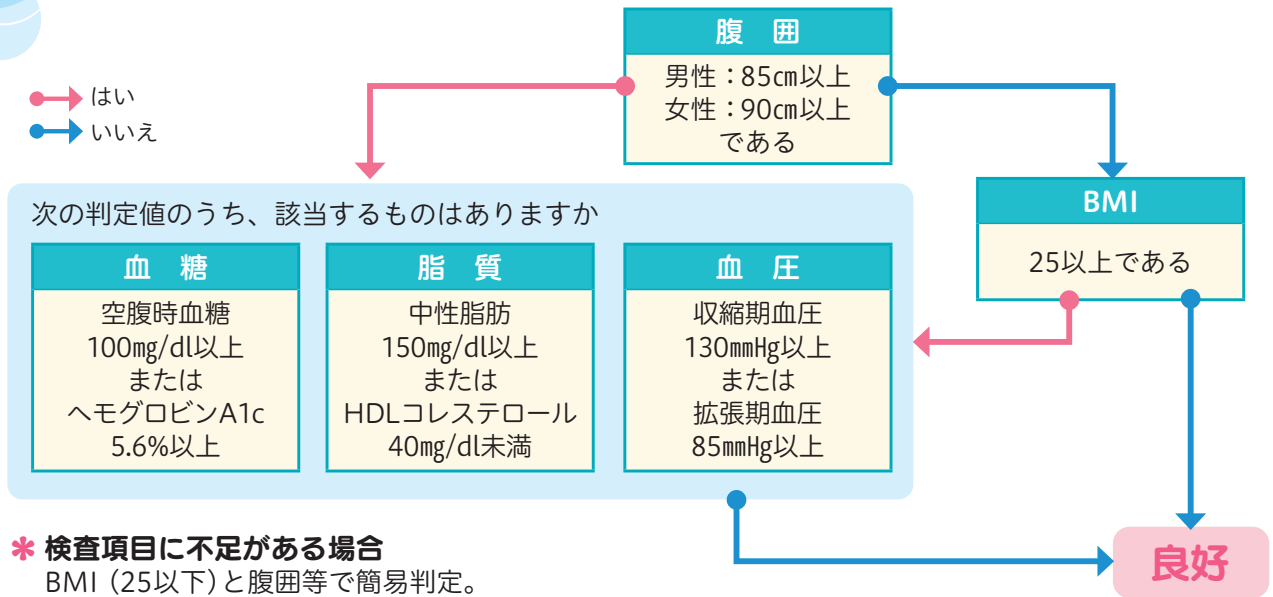 腹 囲
男性：85㎝以上
女性：90㎝以上
である
はい
いいえ
BMI
25以上である
次の判定値のうち、該当するものはありますか
血 糖
空腹時血糖
100㎎/dl以上
または
ヘモグロビンA1c
5.6%以上
脂 質
中性脂肪
150㎎/dl以上
または
HDLコレステロール
40㎎/dl未満
血 圧
収縮期血圧
130㎜Hg以上
または
拡張期血圧
85㎜Hg以上
良好
＊ 検査項目に不足がある場合
BMI（25以下）と腹囲等で簡易判定。